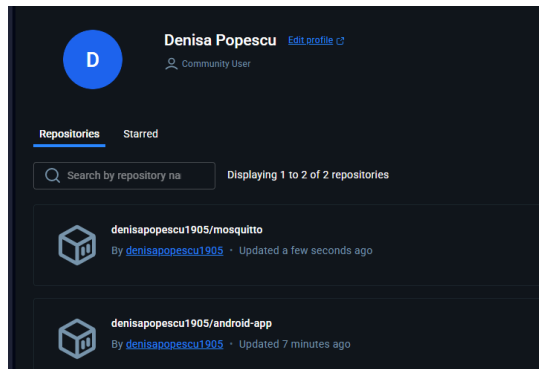 Denisa Popescu Edit profile
D
Community User
Repositories Starred
Search by repository na Displaying 1 to 2 of 2 repositories
denisapopescu1905/mosquitto
By denisapopescu1905 • Updated a few seconds ago
denisapopescu1905/android-app
By denisapopescu1905 • Updated 7 minutes ago